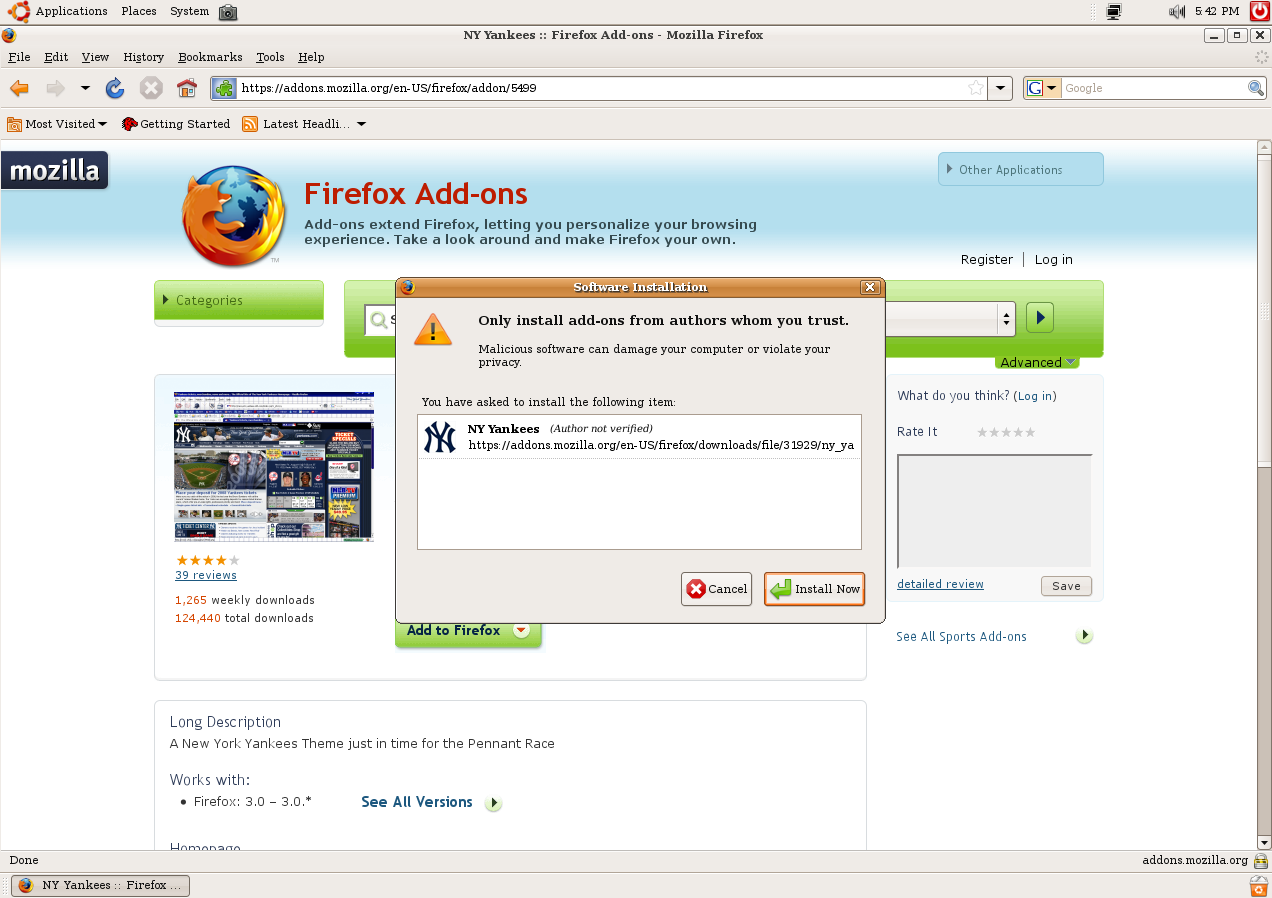 Applications Places System 5:42 PM
NY Yankees :: Firefox Add-ons - Mozilla Firefox
File Edit View History Bookmarks Tools Help
https://addons.mozilla.org/en-US/firefox/addon/5499
G Google
Most Visited Getting Started Latest Headli...
mozilla
Other Applications
Firefox Add-ons
Add-ons extend Firefox, letting you personalize your browsing
experience. Take a look around and make Firefox your own.
TM
Register Log in
Categories
Advanced
Software Installation
Only install add-ons from authors whom you trust.
Malicious software can damage your computer or violate your
privacy.
You have asked to install the following item:
NY Yankees (Author not verified)
https://addons.mozilla.org/en-US/firefox/downloads/file/31929/ny_ya
Cancel Install Now
What do you think? (Log in)
Rate It
detailed review Save
See All Sports Add-ons
39 reviews
1,265 weekly downloads
124,440 total downloads
Add to Firefox
Long Description
A New York Yankees Theme just in time for the Pennant Race
Works with:
Firefox: 3.0 – 3.0.* See All Versions
Homepage
Done addons.mozilla.org
NY Yankees :: Firefox ...